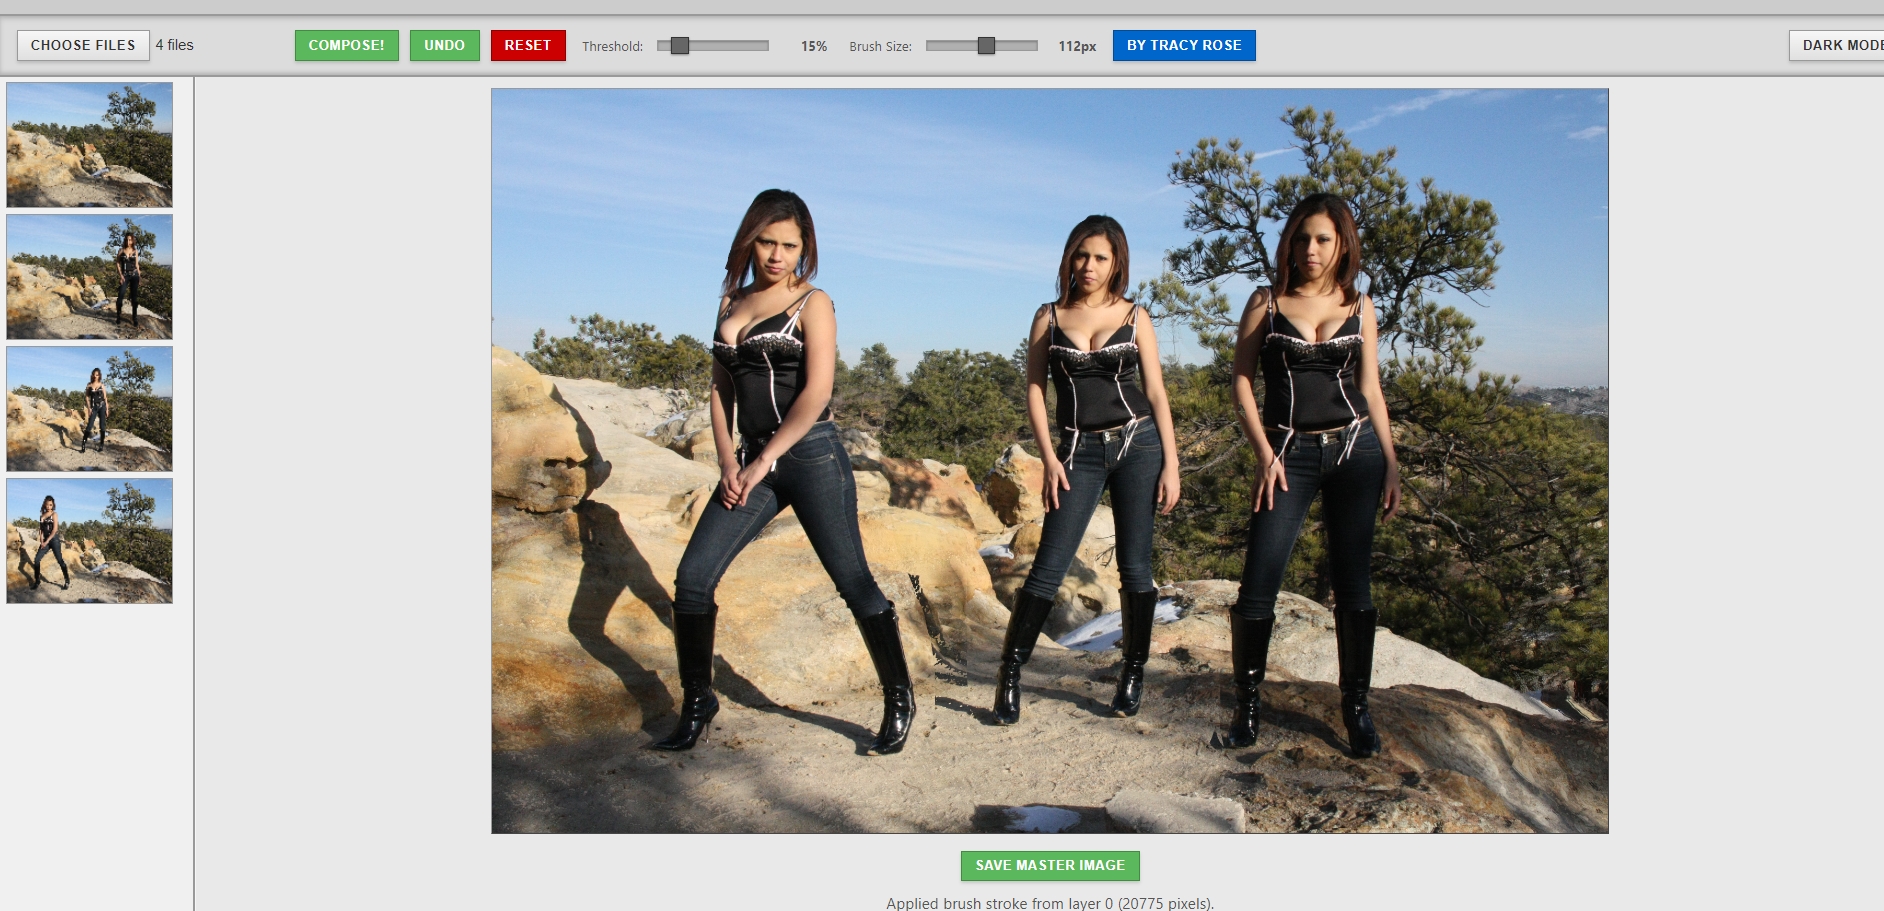 CHOOSE FILES 4 files COMPOSE! UNDO RESET Threshold: 15% Brush Size: 112px BY TRACY ROSE DARK MODE
SAVE MASTER IMAGE
Applied brush stroke from layer 0 (20775 pixels).